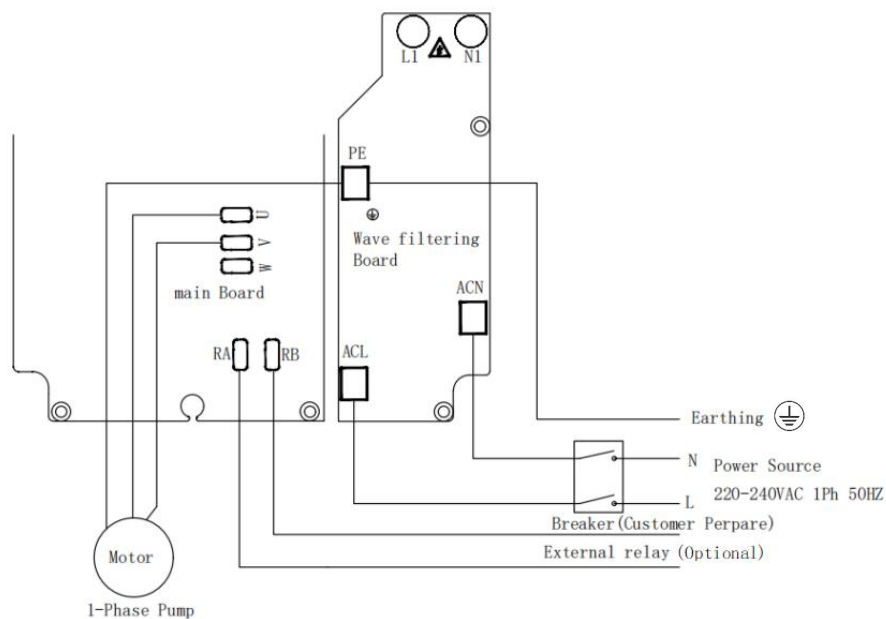 L1
N1
PE
U
V
W
Wave filtering
Board
main Board
ACN
RA
RB
ACL
Earthing
N
Power Source
L
220-240VAC 1Ph 50HZ
Breaker(Customer Perpare)
External relay (Optional)
Motor
1-Phase Pump